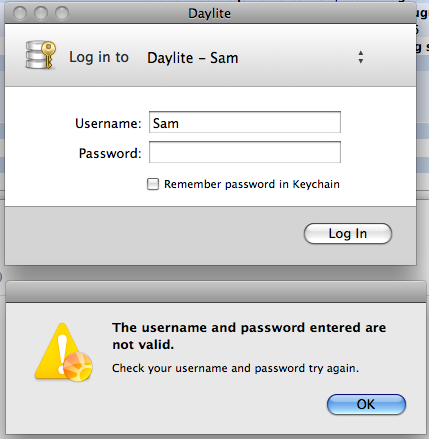 Daylite
Log in to Daylite – Sam
Username: Sam
Password:
Remember password in Keychain
Log In
The username and password entered are
not valid.
Check your username and password try again.
OK